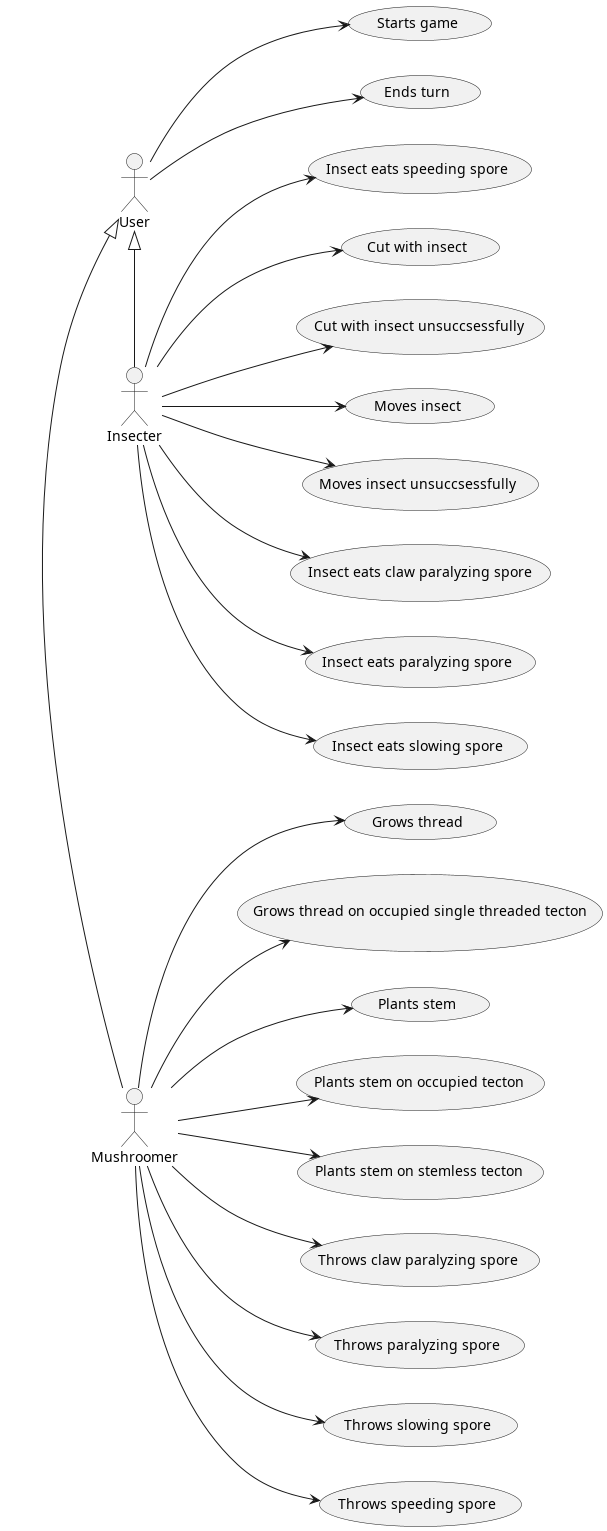 Starts game
Ends turn
User
Insect eats speeding spore
Cut with insect
Cut with insect unsuccsessfully
Moves insect
Insecter
Moves insect unsuccsessfully
Insect eats claw paralyzing spore
Insect eats paralyzing spore
Insect eats slowing spore
Grows thread
Grows thread on occupied single threaded tecton
Plants stem
Plants stem on occupied tecton
Mushroomer
Plants stem on stemless tecton
Throws claw paralyzing spore
Throws paralyzing spore
Throws slowing spore
Throws speeding spore